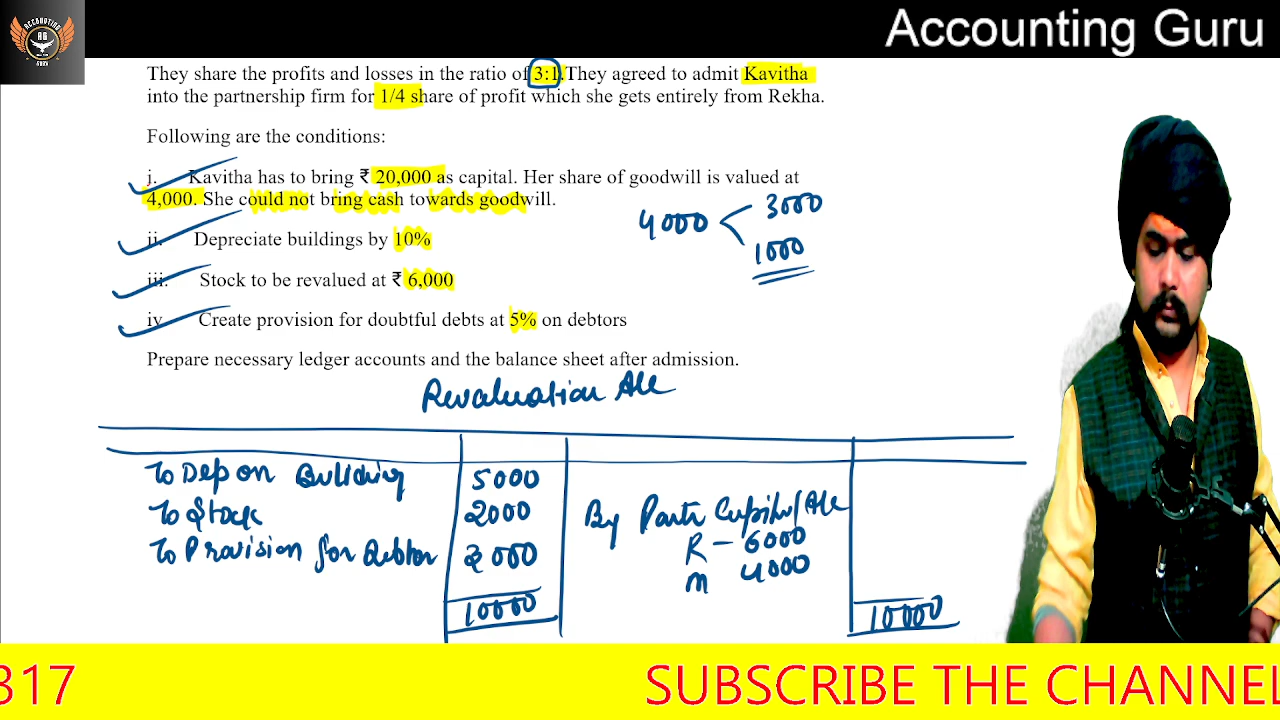 ACCOUNTING
AG
GURU
Accounting Guru
They share the profits and losses in the ratio of 3:1.They agreed to admit Kavitha
into the partnership firm for 1/4 share of profit which she gets entirely from Rekha.
Following are the conditions:
i. Kavitha has to bring ₹ 20,000 as capital. Her share of goodwill is valued at
4,000. She could not bring cash towards goodwill.
4000 < 3000
1000
ii. Depreciate buildings by 10%
iii. Stock to be revalued at ₹ 6,000
iv. Create provision for doubtful debts at 5% on debtors
Prepare necessary ledger accounts and the balance sheet after admission.
Revaluation A/c
To Dep on Building 5000
To Stock 2000 By Partr Capital A/c
To Provision for Debtor 3000 R - 6000
M 4000
10000 10000
317
SUBSCRIBE THE CHANNEL